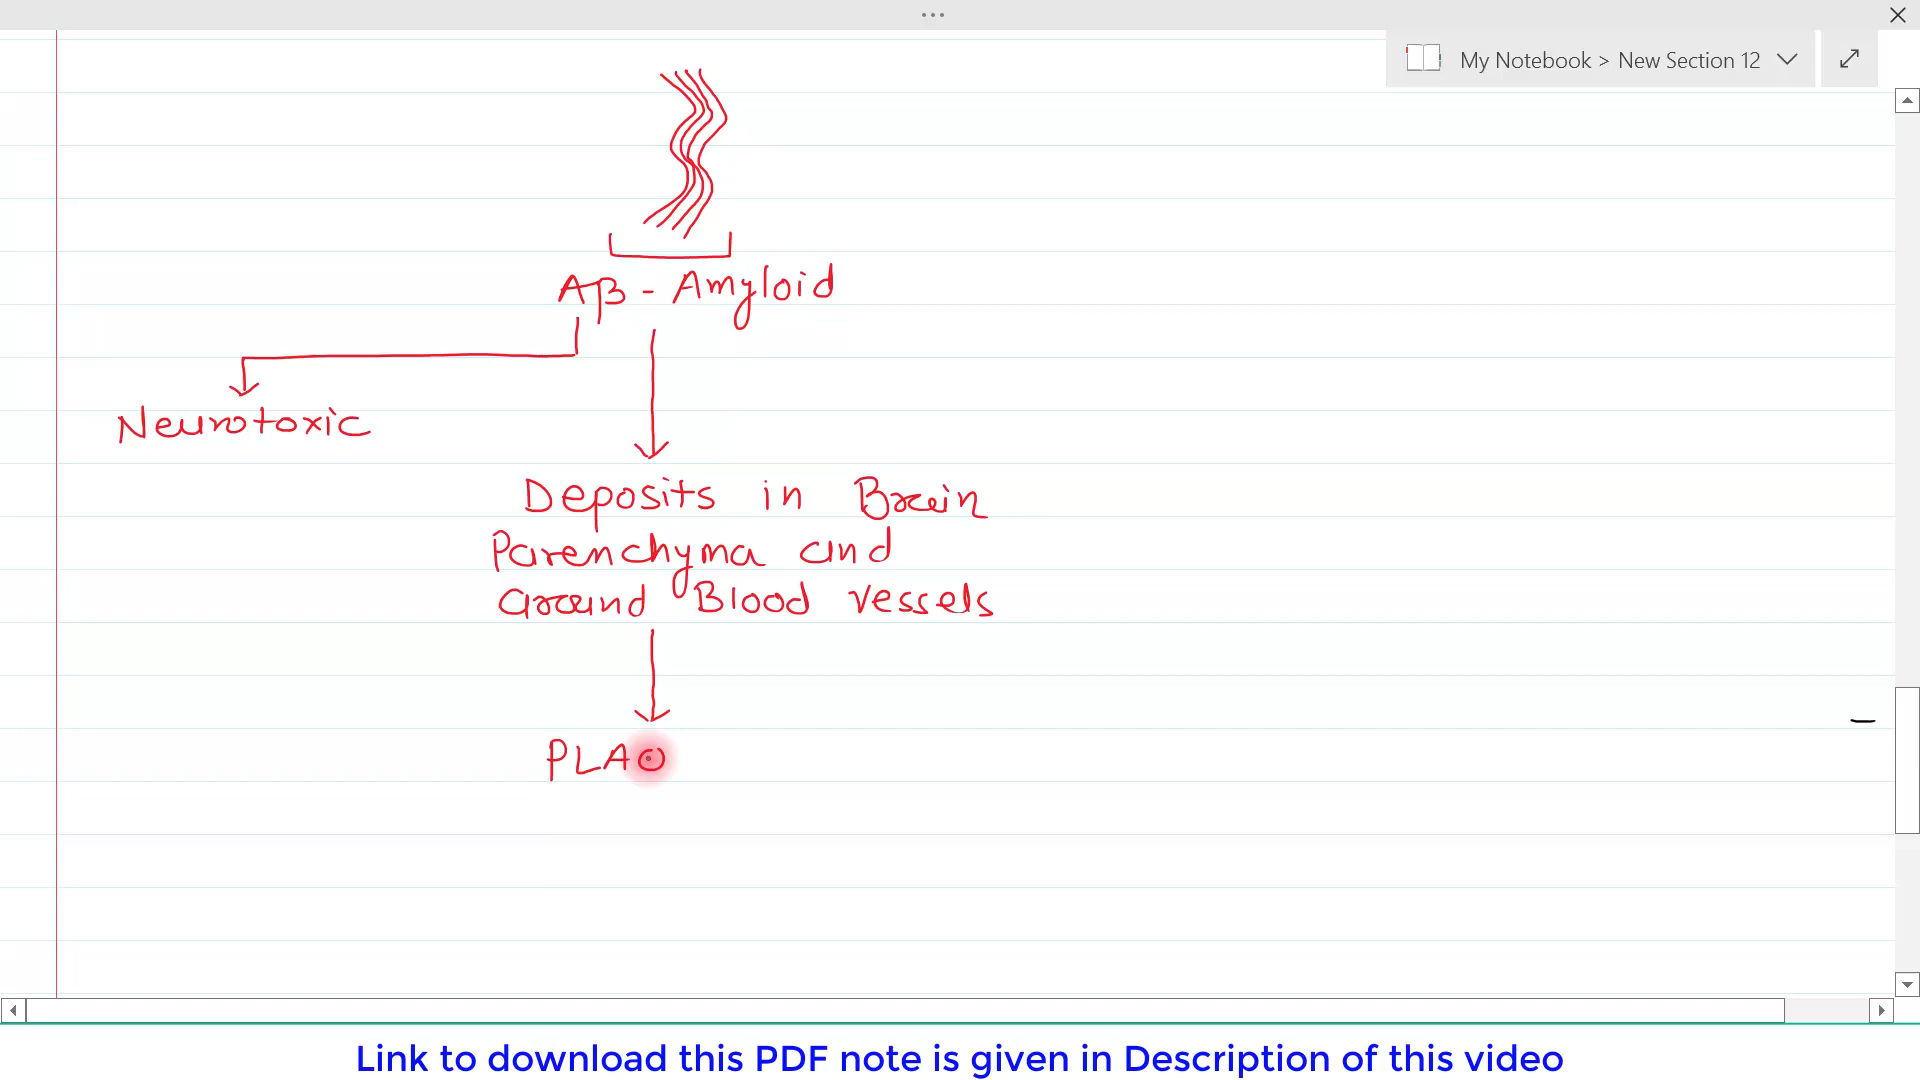 My Notebook > New Section 12
Aβ - Amyloid
Neurotoxic
Deposits in Brain
Parenchyma and
around Blood vessels
PLAO
Link to download this PDF note is given in Description of this video